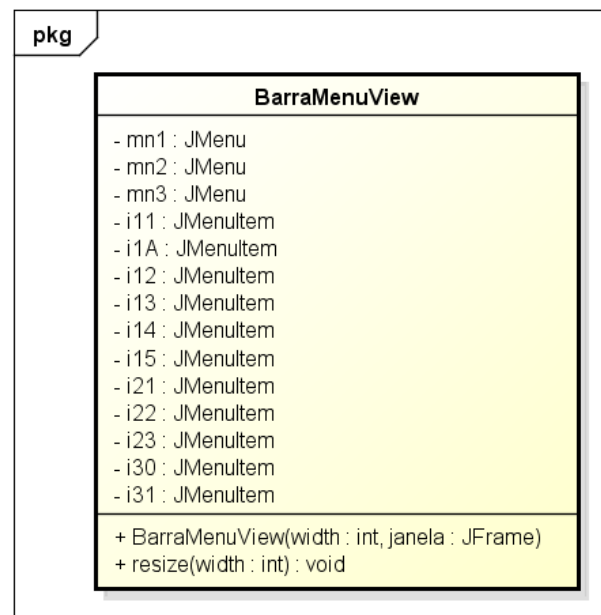 pkg
BarraMenuView
- mn1 : JMenu
- mn2 : JMenu
- mn3 : JMenu
- i11 : JMenuItem
- i1A : JMenuItem
- i12 : JMenuItem
- i13 : JMenuItem
- i14 : JMenuItem
- i15 : JMenuItem
- i21 : JMenuItem
- i22 : JMenuItem
- i23 : JMenuItem
- i30 : JMenuItem
- i31 : JMenuItem
+ BarraMenuView(width : int, janela : JFrame)
+ resize(width : int) : void